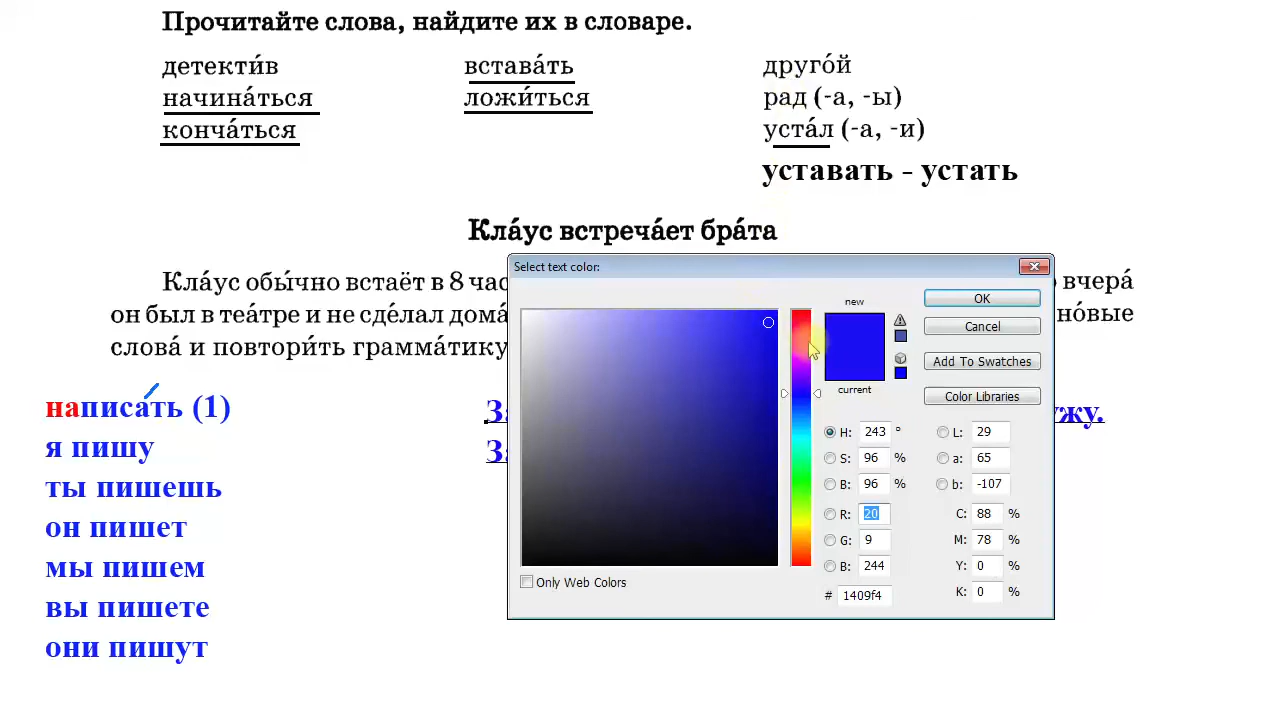 Прочитайте слова, найдите их в словаре.
детекти́в встава́ть друго́й
начина́ться ложи́ться рад (-а, -ы)
конча́ться уста́л (-а, -и)
уставать - устать
Кла́ус встреча́ет бра́та
Кла́ус обы́чно встаёт в 8 час вчера́
он был в теа́тре и не сде́лал дома́ но́вые
слова́ и повтори́ть грамма́тику
написа́ть (1)
я пишу
ты пишешь
он пишет
мы пишем
вы пишете
они пишут
За ужу.
За
Select text color:
new
current
OK
Cancel
Add To Swatches
Color Libraries
H: 243 ° L: 29
S: 96 % a: 65
B: 96 % b: -107
R: 20 C: 88 %
G: 9 M: 78 %
B: 244 Y: 0 %
# 1409f4 K: 0 %
Only Web Colors